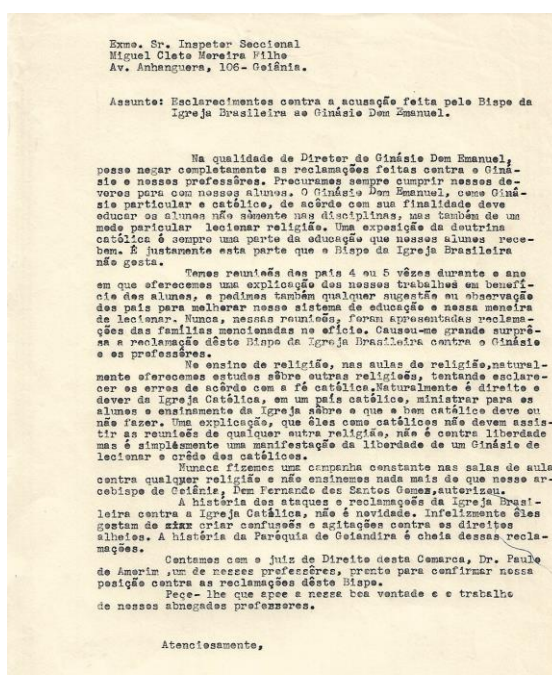 Exmo. Sr. Inspetor Seccional
Miguel Cleto Moreira Filho
Av. Anhanguera, 106- Goiânia.
Assunto: Esclarecimentos contra a acusação feita pelo Bispo da
Igreja Brasileira ao Ginásio Dom Emanuel.
Na qualidade de Diretor do Ginásio Dom Emanuel,
posso negar completamente as reclamações feitas contra o Giná-
sio e nossos professôres. Procuramos sempre cumprir nossos de-
veres para com nossos alunos. O Ginásio Dom Emanuel, como Giná-
sio particular e católico, de acôrdo com sua finalidade deve
educar os alunos não sòmente nas disciplinas, mas também de um
modo paricular lecionar religião. Uma exposição da doutrina
católica é sempre uma parte da educação que nossos alunos rece-
bem. É justamente esta parte que o Bispo da Igreja Brasileira
não gosta.
Temos reuniões dos pais 4 ou 5 vêzes durante o ano
em que oferecemos uma explicação dos nossos trabalhos em benefí-
cio dos alunos, e pedimos também qualquer sugestão ou observação
dos pais para melhorar nosso sistema de educação e nossa maneira
de lecionar. Nunca, nessas reuniões, foram apresentadas reclama-
ções das famílias mencionadas no ofício. Causou-me grande surprê-
sa a reclamação dêste Bispo da Igreja Brasileira contra o Ginásio
e os professôres.
No ensino de religião, nas aulas de religião,natural-
mente oferecemos estudos sôbre outras religiões, tentando esclare-
cer os erros de acôrdo com a fé católica.Naturalmente é direito e
dever da Igreja Católica, em um país católico, ministrar para os
alunos o ensinamento da Igreja sôbre o que o bom católico deve ou
não fazer. Uma explicação, que êles como católicos não devem assis-
tir as reuniões de qualquer outra religião, não é contra liberdade
mas é simplesmente uma manifestação da liberdade de um Ginásio de
lecionar o crêdo dos católicos.
Nunaca fizemos uma campanha constante nas salas de aula
contra qualquer religião e não ensinemos nada mais do que nosso ar-
cebispo de Goiânia, Dom Fernando dos Santos Gomes,autorizou.
A história dos ataques e reclamações da Igreja Brasi-
leira contra a Igreja Católica, não é novidade. Infelizmente êles
gostam de criar confusões e agitações contra os direitos
alheios. A história da Paróquia de Goiandira é cheia dessas recla-
mações.
Contamos com o juiz de Direito desta Comarca, Dr. Paulo
de Amorim ,um de nossos professôres, pronto para confirmar nossa
posição contra as reclamações dêste Bispo.
Peço- lhe que apoe a nossa boa vontade e o trabalho
de nossos abnegados professores.
Atenciosamente,